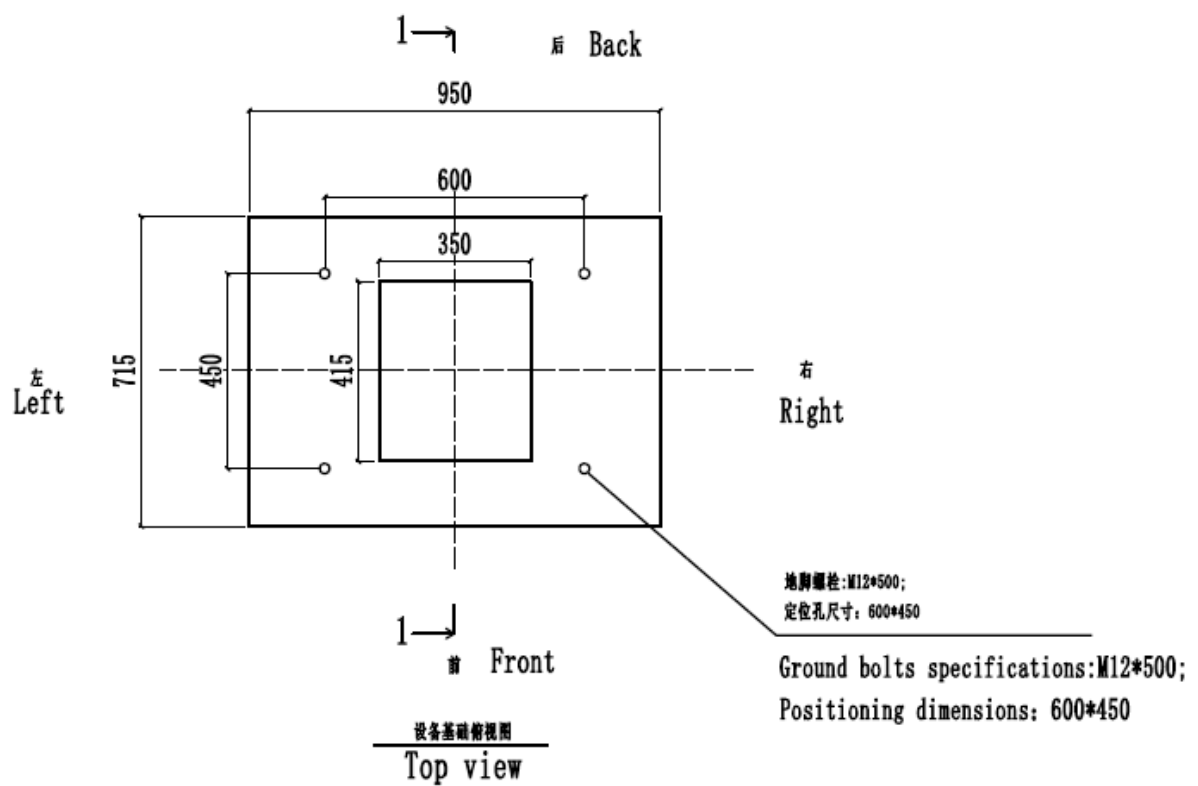 1
后 Back
950
600
350
715
450
415
左
Left
右
Right
地脚螺栓:M12*500;
定位孔尺寸: 600*450
1
前 Front
Ground bolts specifications:M12*500;
Positioning dimensions: 600*450
设备基础俯视图
Top view